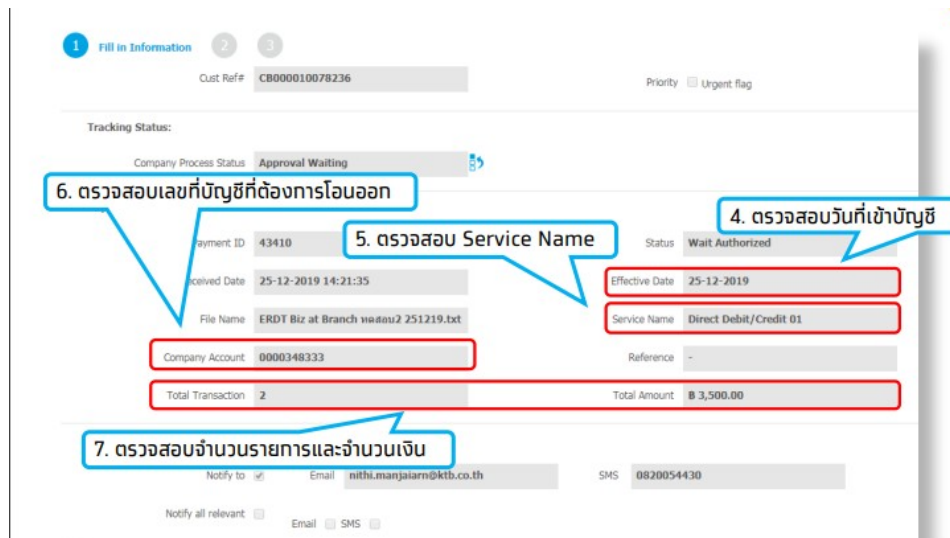 1 Fill in Information 2 3
Cust Ref# CB000010078236 Priority Urgent flag
Tracking Status:
Company Process Status Approval Waiting
6. ตรวจสอบเลขที่บัญชีที่ต้องการโอนออก
4. ตรวจสอบวันที่เข้าบัญชี
5. ตรวจสอบ Service Name
Payment ID 43410 Status Wait Authorized
Received Date 25-12-2019 14:21:35 Effective Date 25-12-2019
File Name ERDT Biz at Branch ทดสอบ2 251219.txt Service Name Direct Debit/Credit 01
Company Account 0000348333 Reference -
Total Transaction 2 Total Amount ฿ 3,500.00
7. ตรวจสอบจำนวนรายการและจำนวนเงิน
Notify to Email nithi.manjaiarn@ktb.co.th SMS 0820054430
Notify all relevant Email SMS